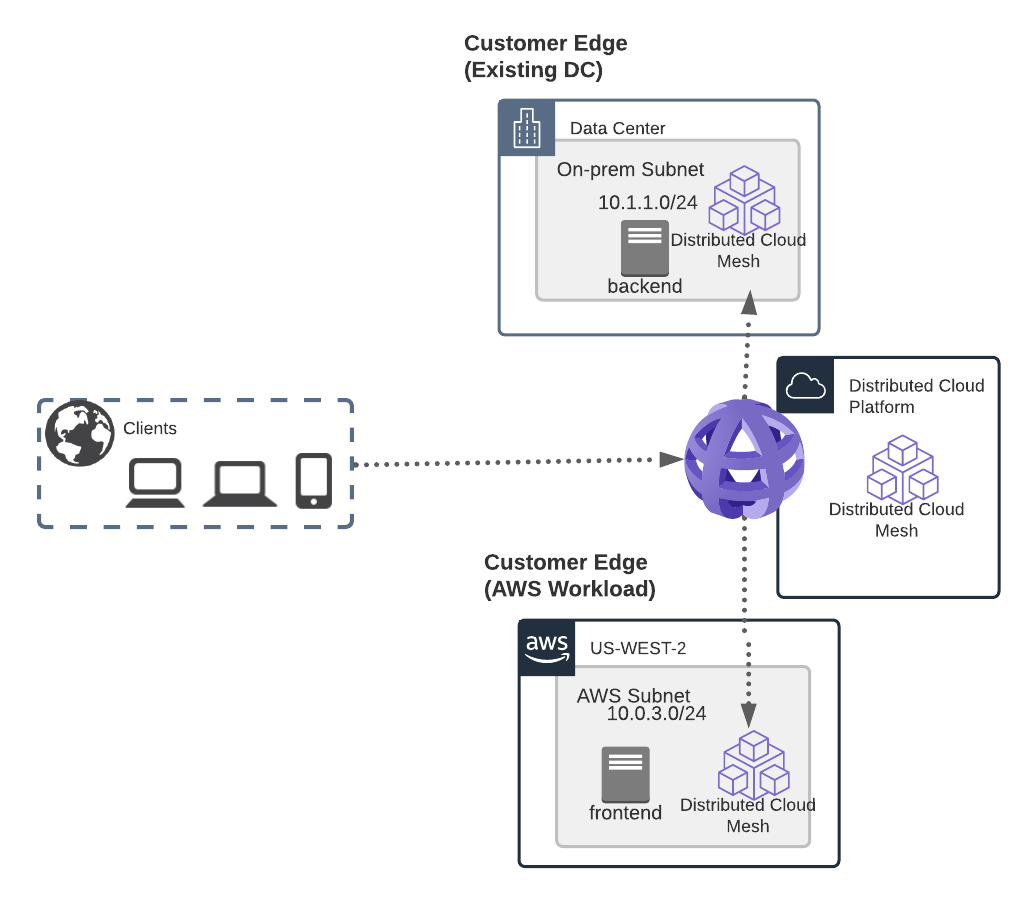 Customer Edge
(Existing DC)
Data Center
On-prem Subnet
10.1.1.0/24
Distributed Cloud
Mesh
backend
Distributed Cloud
Platform
Clients
Distributed Cloud
Mesh
Customer Edge
(AWS Workload)
aws
US-WEST-2
AWS Subnet
10.0.3.0/24
frontend
Distributed Cloud
Mesh